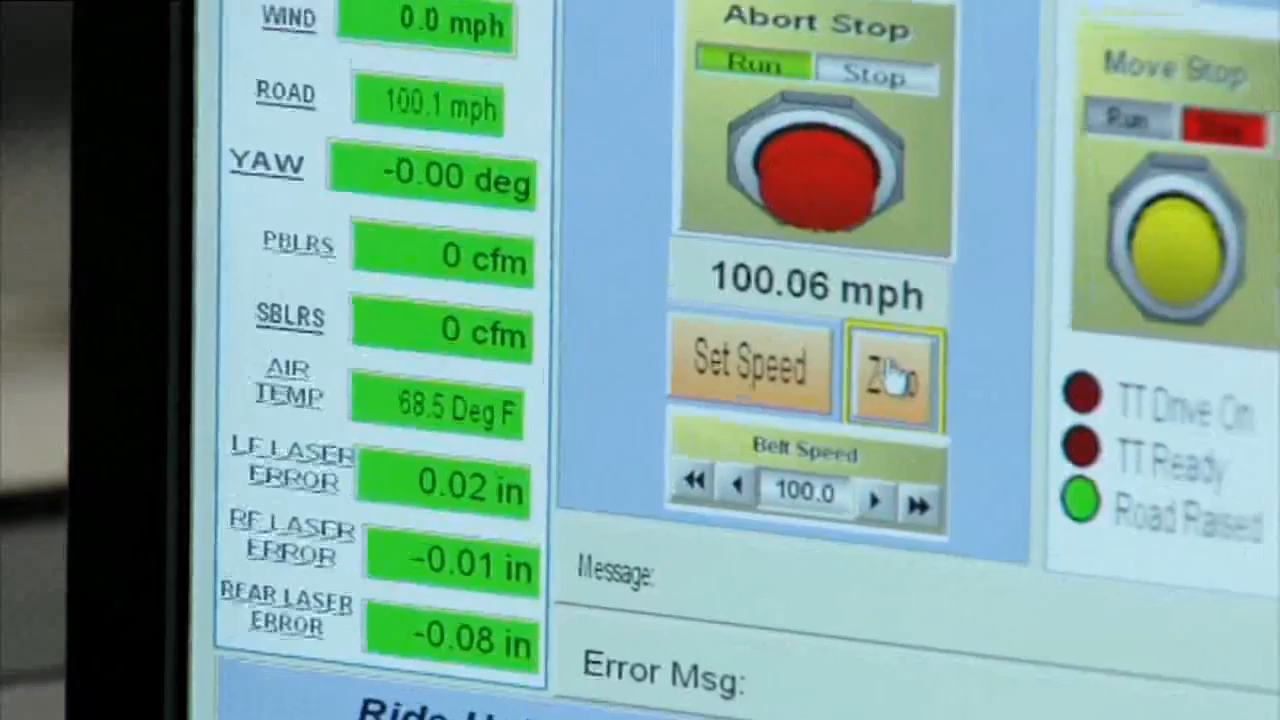 WIND 0.0 mph
ROAD 100.1 mph
YAW -0.00 deg
PBLRS 0 cfm
SBLRS 0 cfm
AIR TEMP 68.5 Deg F
LF LASER ERROR 0.02 in
RF LASER ERROR -0.01 in
REAR LASER ERROR -0.08 in
Abort Stop
Run Stop
100.06 mph
Set Speed
Belt Speed
100.0
Message:
Error Msg:
Move Stop
Run Stop
TT Drive On
TT Ready
Road Raised
Ride